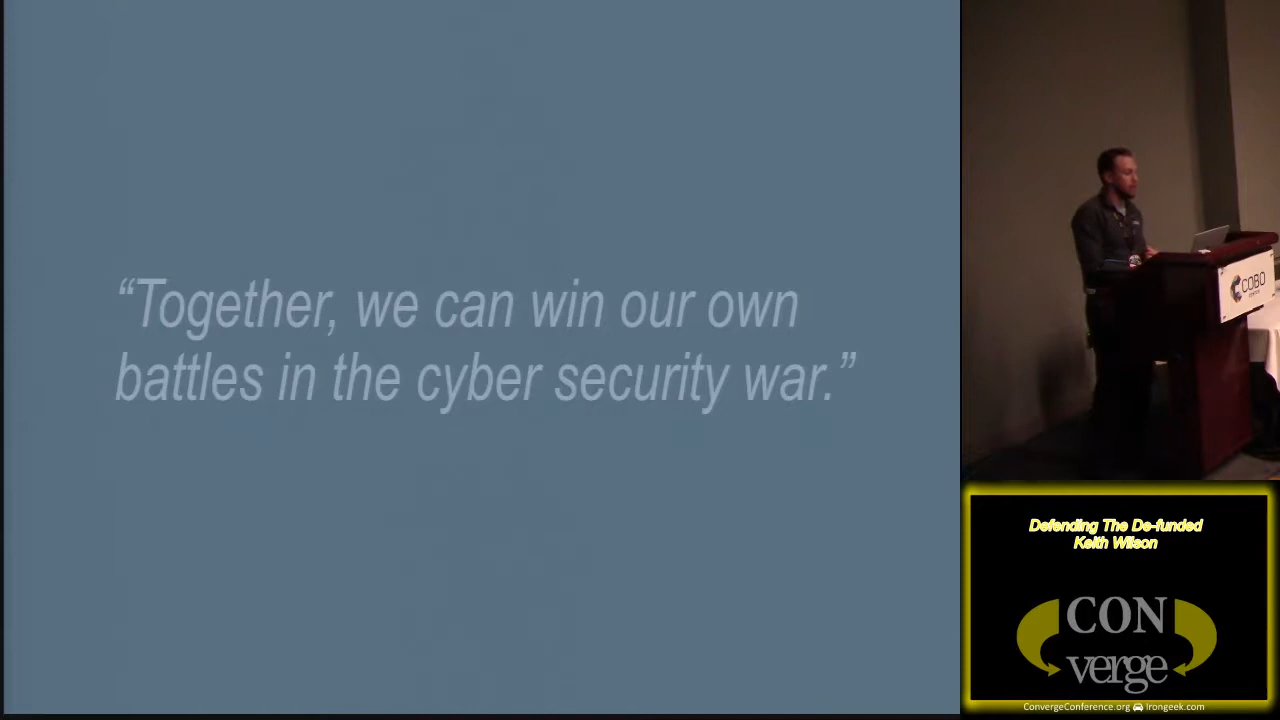 “Together, we can win our own
battles in the cyber security war.”
COBO
Defending The De-funded
Keith Wilson
CON
verge
ConvergeConference.org Irongeek.com